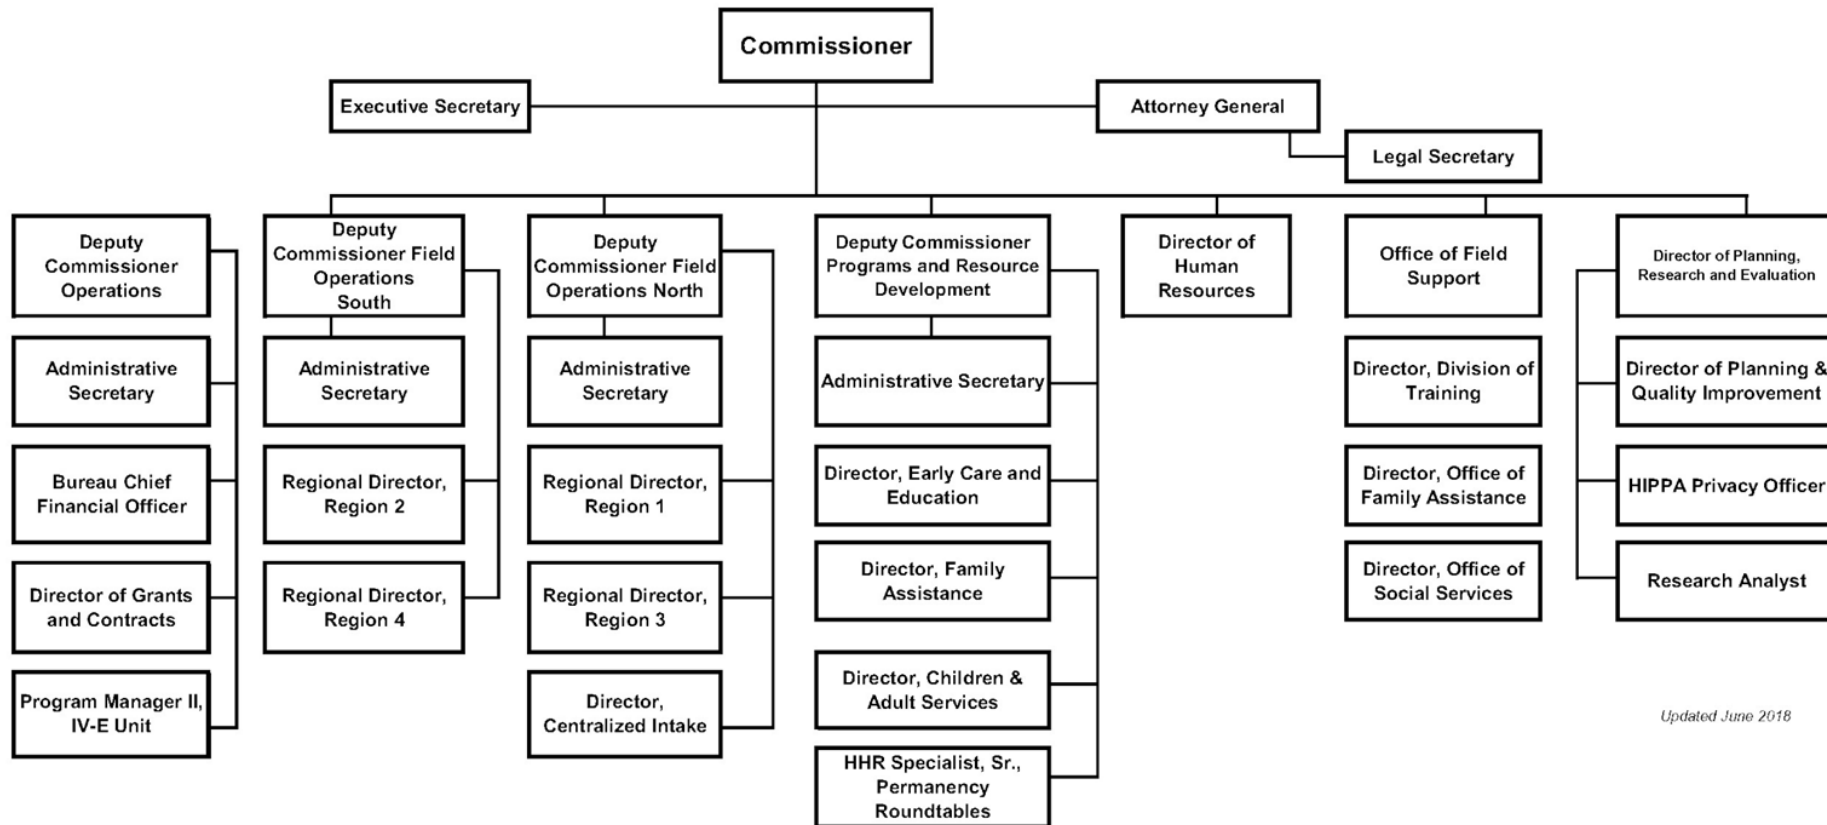 Commissioner
Executive Secretary
Attorney General
Legal Secretary
Deputy
Commissioner
Operations
Administrative
Secretary
Bureau Chief
Financial Officer
Director of Grants
and Contracts
Program Manager II,
IV-E Unit
Deputy
Commissioner Field
Operations
South
Administrative
Secretary
Regional Director,
Region 2
Regional Director,
Region 4
Deputy
Commissioner Field
Operations North
Administrative
Secretary
Regional Director,
Region 1
Regional Director,
Region 3
Director,
Centralized Intake
Deputy Commissioner
Programs and Resource
Development
Administrative Secretary
Director, Early Care and
Education
Director, Family
Assistance
Director, Children &
Adult Services
HHR Specialist, Sr.,
Permanency
Roundtables
Director of
Human
Resources
Office of Field
Support
Director, Division of
Training
Director, Office of
Family Assistance
Director, Office of
Social Services
Director of Planning,
Research and Evaluation
Director of Planning &
Quality Improvement
HIPPA Privacy Officer
Research Analyst
Updated June 2018